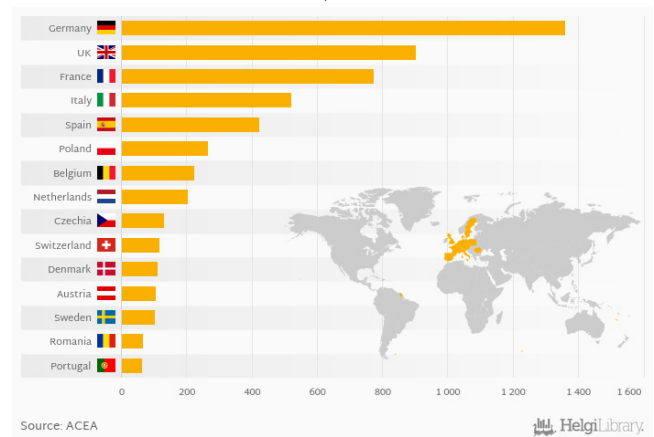 Germany
UK
France
Italy
Spain
Poland
Belgium
Netherlands
Czechia
Switzerland
Denmark
Austria
Sweden
Romania
Portugal
0 200 400 600 800 1 000 1 200 1 400 1 600
Source: ACEA
HelgiLibrary.